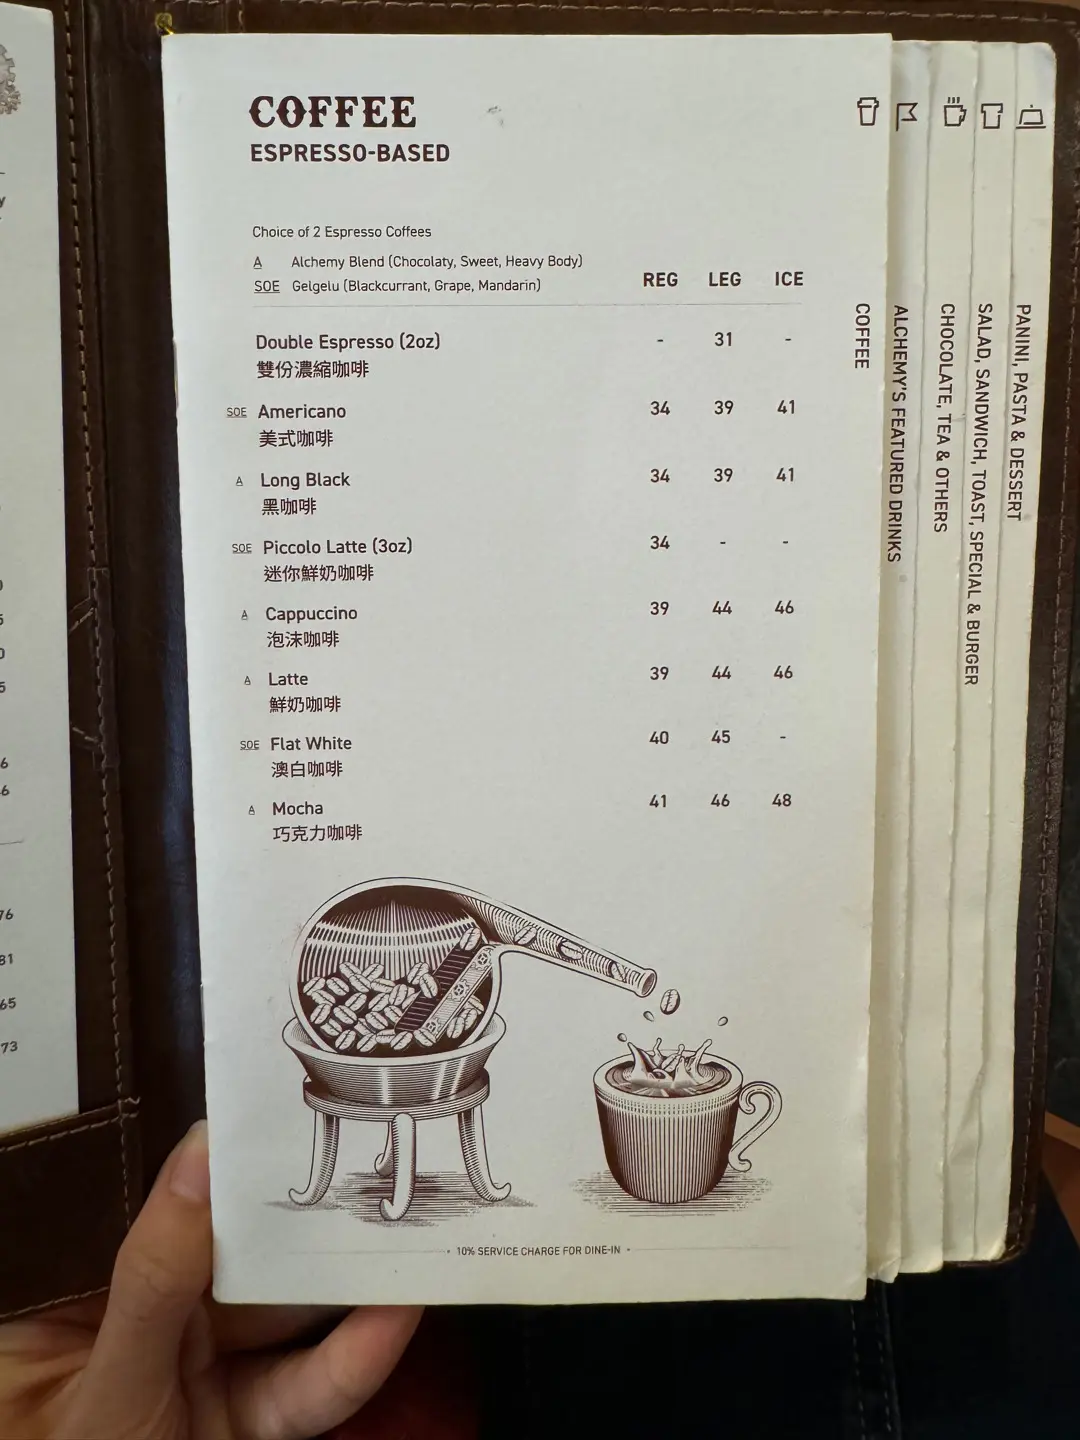 COFFEE
ESPRESSO-BASED
Choice of 2 Espresso Coffees
A Alchemy Blend (Chocolaty, Sweet, Heavy Body)
SOE Gelgelu (Blackcurrant, Grape, Mandarin)
REG LEG ICE
Double Espresso (2oz) - 31 -
雙份濃縮咖啡
SOE Americano 34 39 41
美式咖啡
A Long Black 34 39 41
黑咖啡
SOE Piccolo Latte (3oz) 34 - -
迷你鮮奶咖啡
A Cappuccino 39 44 46
泡沫咖啡
A Latte 39 44 46
鮮奶咖啡
SOE Flat White 40 45 -
澳白咖啡
A Mocha 41 46 48
巧克力咖啡
• 10% SERVICE CHARGE FOR DINE-IN •
COFFEE
ALCHEMY'S FEATURED DRINKS
CHOCOLATE, TEA & OTHERS
SALAD, SANDWICH, TOAST, SPECIAL & BURGER
PANINI, PASTA & DESSERT
76
81
65
73